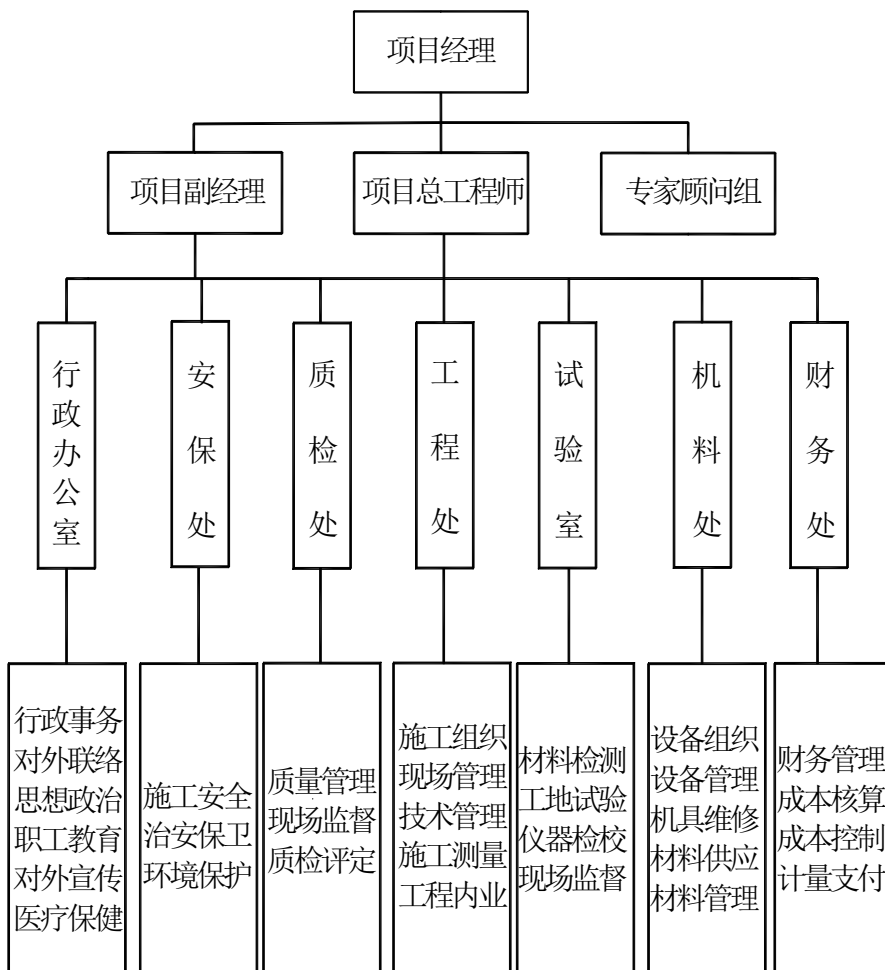 项目经理
项目副经理
项目总工程师
专家顾问组
行政办公室
安保处
质检处
工程处
试验室
机料处
财务处
行政事务
对外联络
思想政治
职工教育
对外宣传
医疗保健
施工安全
治安保卫
环境保护
质量管理
现场监督
质检评定
施工组织
现场管理
技术管理
施工测量
工程内业
材料检测
工地试验
仪器检校
现场监督
设备组织
设备管理
机具维修
材料供应
材料管理
财务管理
成本核算
成本控制
计量支付